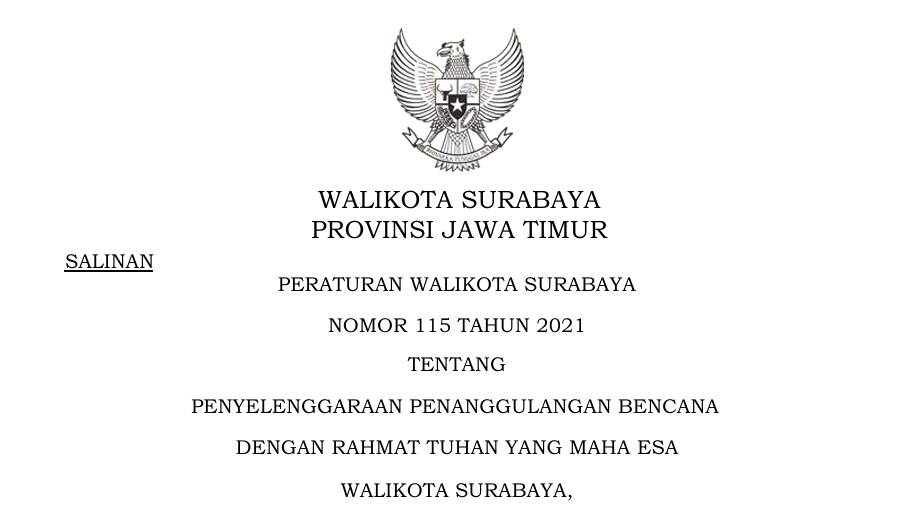 BHINNEKA TUNGGAL IKA
WALIKOTA SURABAYA
PROVINSI JAWA TIMUR
SALINAN
PERATURAN WALIKOTA SURABAYA
NOMOR 115 TAHUN 2021
TENTANG
PENYELENGGARAAN PENANGGULANGAN BENCANA
DENGAN RAHMAT TUHAN YANG MAHA ESA
WALIKOTA SURABAYA,